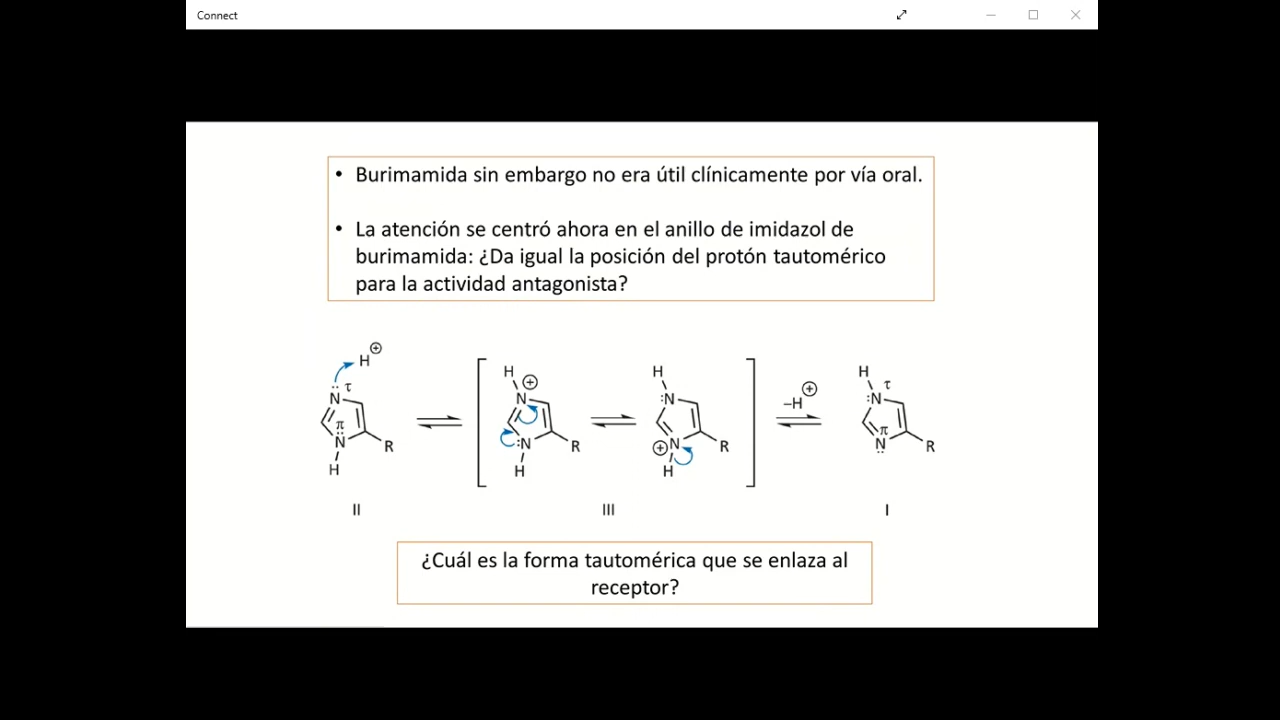 Connect
• Burimamida sin embargo no era útil clínicamente por vía oral.
• La atención se centró ahora en el anillo de imidazol de
burimamida: ¿Da igual la posición del protón tautomérico
para la actividad antagonista?
H ⊕
N̈ τ
π
N̈
H
R
II
H
N ⊕
:N
H
R
H
:N
⊕ N
H
R
III
–H ⊕
H
:N τ
π
N̤
R
I
¿Cuál es la forma tautomérica que se enlaza al
receptor?